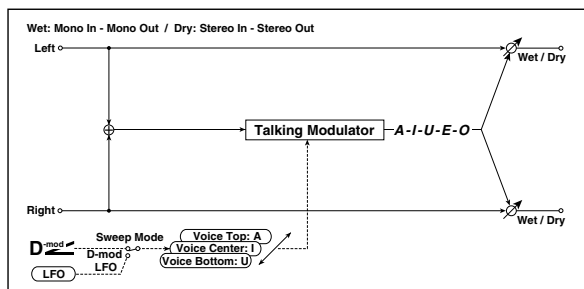 Wet: Mono In - Mono Out / Dry: Stereo In - Stereo Out
Left
Wet / Dry
Talking Modulator
A-I-U-E-O
Right
Wet / Dry
Sweep Mode
D-mod
D-mod
LFO
LFO
Voice Top: A
Voice Center: I
Voice Bottom: U